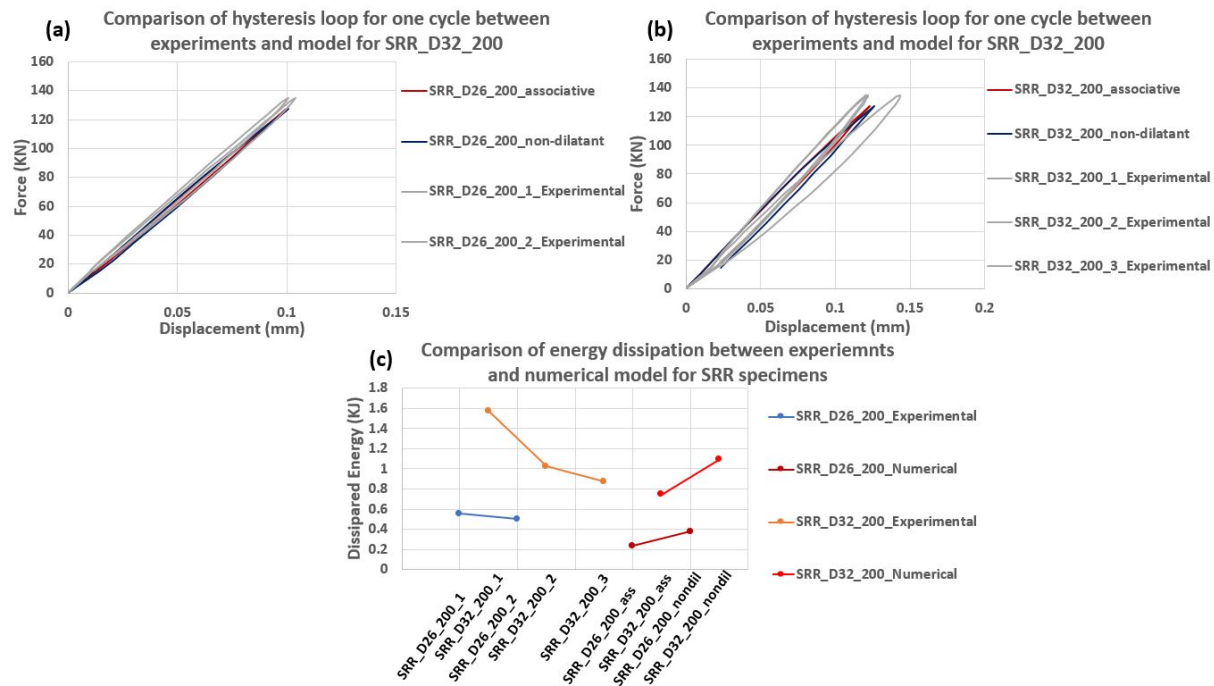 (a)
Comparison of hysteresis loop for one cycle between
experiments and model for SRR_D32_200
160
140
120
100
80
60
40
20
0
Force (KN)
0
0.05
0.1
0.15
Displacement (mm)
SRR_D26_200_associative
SRR_D26_200_non-dilatant
SRR_D26_200_1_Experimental
SRR_D26_200_2_Experimental
(b)
Comparison of hysteresis loop for one cycle between
experiments and model for SRR_D32_200
160
140
120
100
80
60
40
20
0
Force (KN)
0
0.05
0.1
0.15
0.2
Displacement (mm)
SRR_D32_200_associative
SRR_D32_200_non-dilatant
SRR_D32_200_1_Experimental
SRR_D32_200_2_Experimental
SRR_D32_200_3_Experimental
(c)
Comparison of energy dissipation between experiemnts
and numerical model for SRR specimens
1.8
1.6
1.4
1.2
1
0.8
0.6
0.4
0.2
0
Dissipared Energy (KJ)
SRR_D26_200_1
SRR_D32_200_1
SRR_D26_200_2
SRR_D32_200_2
SRR_D32_200_3
SRR_D26_200_ass
SRR_D32_200_ass
SRR_D26_200_nondil
SRR_D32_200_nondil
SRR_D26_200_Experimental
SRR_D26_200_Numerical
SRR_D32_200_Experimental
SRR_D32_200_Numerical